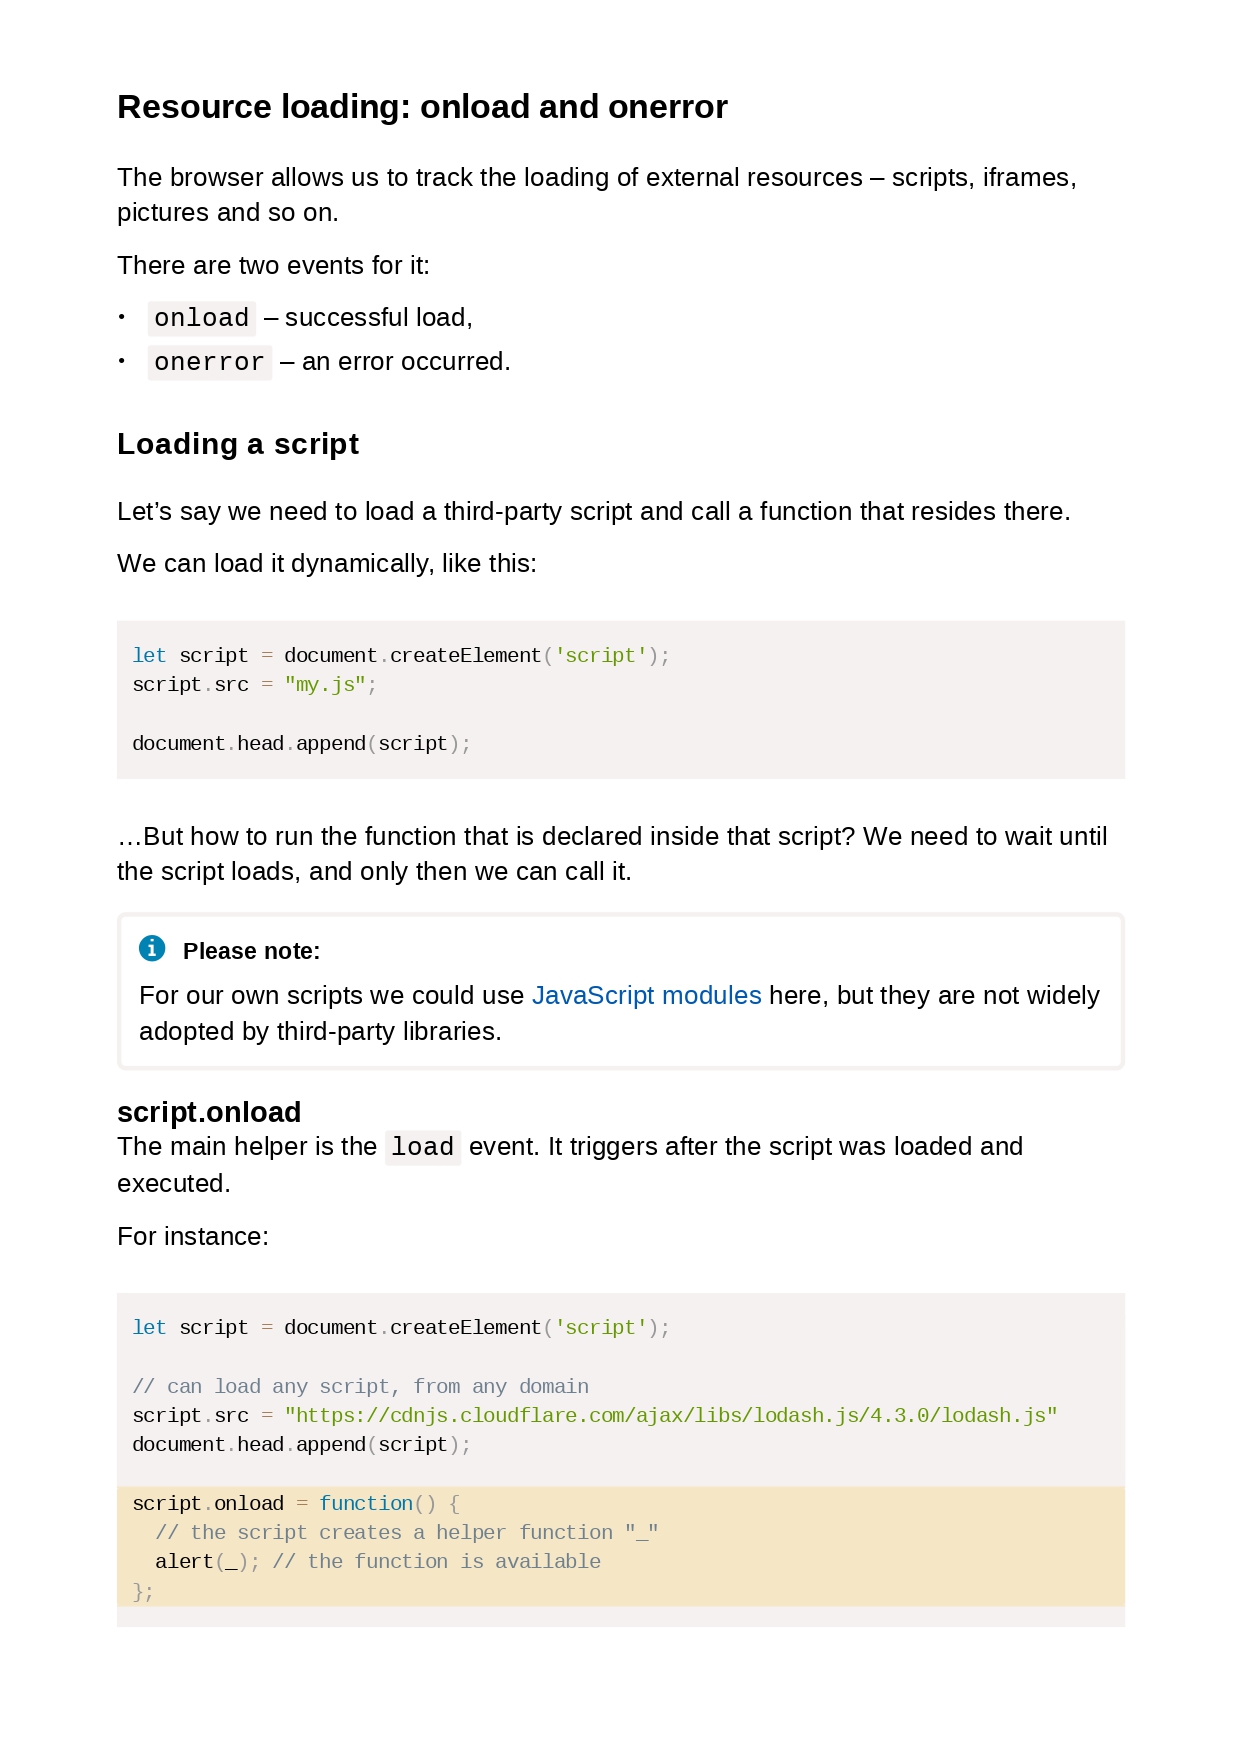 Resource loading: onload and onerror
The browser allows us to track the loading of external resources – scripts, iframes,
pictures and so on.
There are two events for it:
• onload – successful load,
• onerror – an error occurred.
Loading a script
Let’s say we need to load a third-party script and call a function that resides there.
We can load it dynamically, like this:
let script = document.createElement('script');
script.src = "my.js";
document.head.append(script);
…But how to run the function that is declared inside that script? We need to wait until
the script loads, and only then we can call it.
Please note:
For our own scripts we could use JavaScript modules here, but they are not widely
adopted by third-party libraries.
script.onload
The main helper is the load event. It triggers after the script was loaded and
executed.
For instance:
let script = document.createElement('script');
// can load any script, from any domain
script.src = "https://cdnjs.cloudflare.com/ajax/libs/lodash.js/4.3.0/lodash.js"
document.head.append(script);
script.onload = function() {
  // the script creates a helper function "_"
  alert(_); // the function is available
};